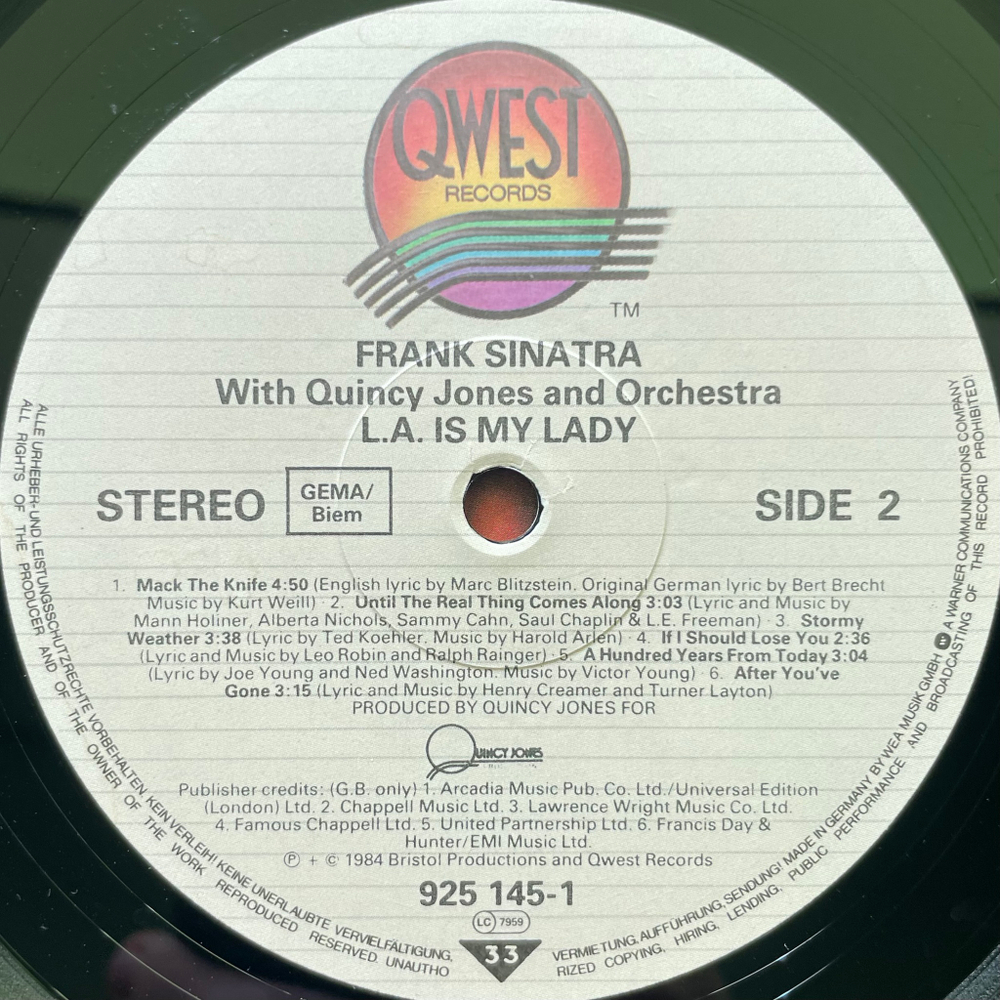 QWEST
RECORDS
TM
FRANK SINATRA
With Quincy Jones and Orchestra
L.A. IS MY LADY
STEREO
GEMA/
Biem
SIDE 2
1. Mack The Knife 4:50 (English lyric by Marc Blitzstein. Original German lyric by Bert Brecht
Music by Kurt Weill) · 2. Until The Real Thing Comes Along 3:03 (Lyric and Music by
Mann Holiner, Alberta Nichols, Sammy Cahn, Saul Chaplin & L.E. Freeman) · 3. Stormy
Weather 3:38 (Lyric by Ted Koehler, Music by Harold Arlen) · 4. If I Should Lose You 2:36
(Lyric and Music by Leo Robin and Ralph Rainger) · 5. A Hundred Years From Today 3:04
(Lyric by Joe Young and Ned Washington. Music by Victor Young) · 6. After You've
Gone 3:15 (Lyric and Music by Henry Creamer and Turner Layton)
PRODUCED BY QUINCY JONES FOR
QUINCY JONES
Publisher credits: (G.B. only) 1. Arcadia Music Pub. Co. Ltd./Universal Edition
(London) Ltd. 2. Chappell Music Ltd. 3. Lawrence Wright Music Co. Ltd.
4. Famous Chappell Ltd. 5. United Partnership Ltd. 6. Francis Day &
Hunter/EMI Music Ltd.
℗ + © 1984 Bristol Productions and Qwest Records
925 145-1
LC 7959
33
ALLE URHEBER- UND LEISTUNGSSCHUTZRECHTE VORBEHALTEN. KEIN VERLEIH! KEINE UNERLAUBTE VERVIELFÄLTIGUNG, VERMIETUNG, AUFFÜHRUNG, SENDUNG! MADE IN GERMANY BY WEA MUSIK GMBH A WARNER COMMUNICATIONS COMPANY
ALL RIGHTS OF THE PRODUCER AND OF THE OWNER OF THE WORK REPRODUCED RESERVED. UNAUTHORIZED COPYING, HIRING, LENDING, PUBLIC PERFORMANCE AND BROADCASTING OF THIS RECORD PROHIBITED!